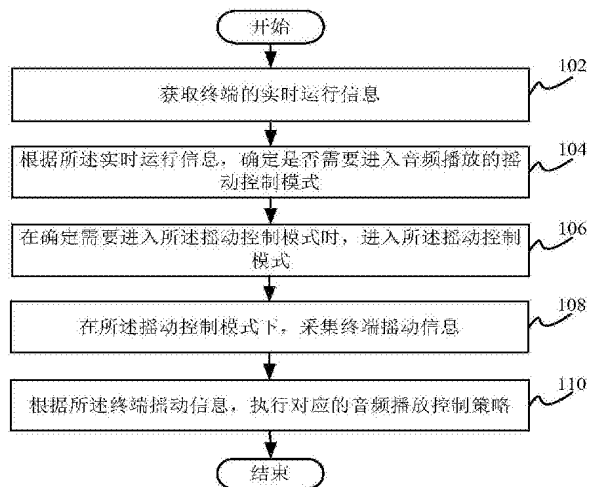 开始
102
获取终端的实时运行信息
104
根据所述实时运行信息，确定是否需要进入音频播放的摇
动控制模式
106
在确定需要进入所述摇动控制模式时，进入所述摇动控制
模式
108
在所述摇动控制模式下，采集终端摇动信息
110
根据所述终端摇动信息，执行对应的音频播放控制策略
结束